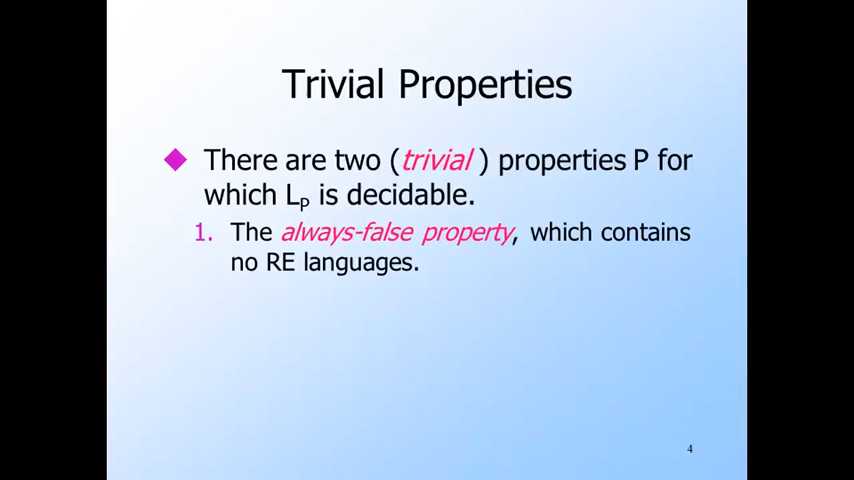 Trivial Properties
There are two (trivial ) properties P for
which LP is decidable.
1. The always-false property, which contains
no RE languages.
4